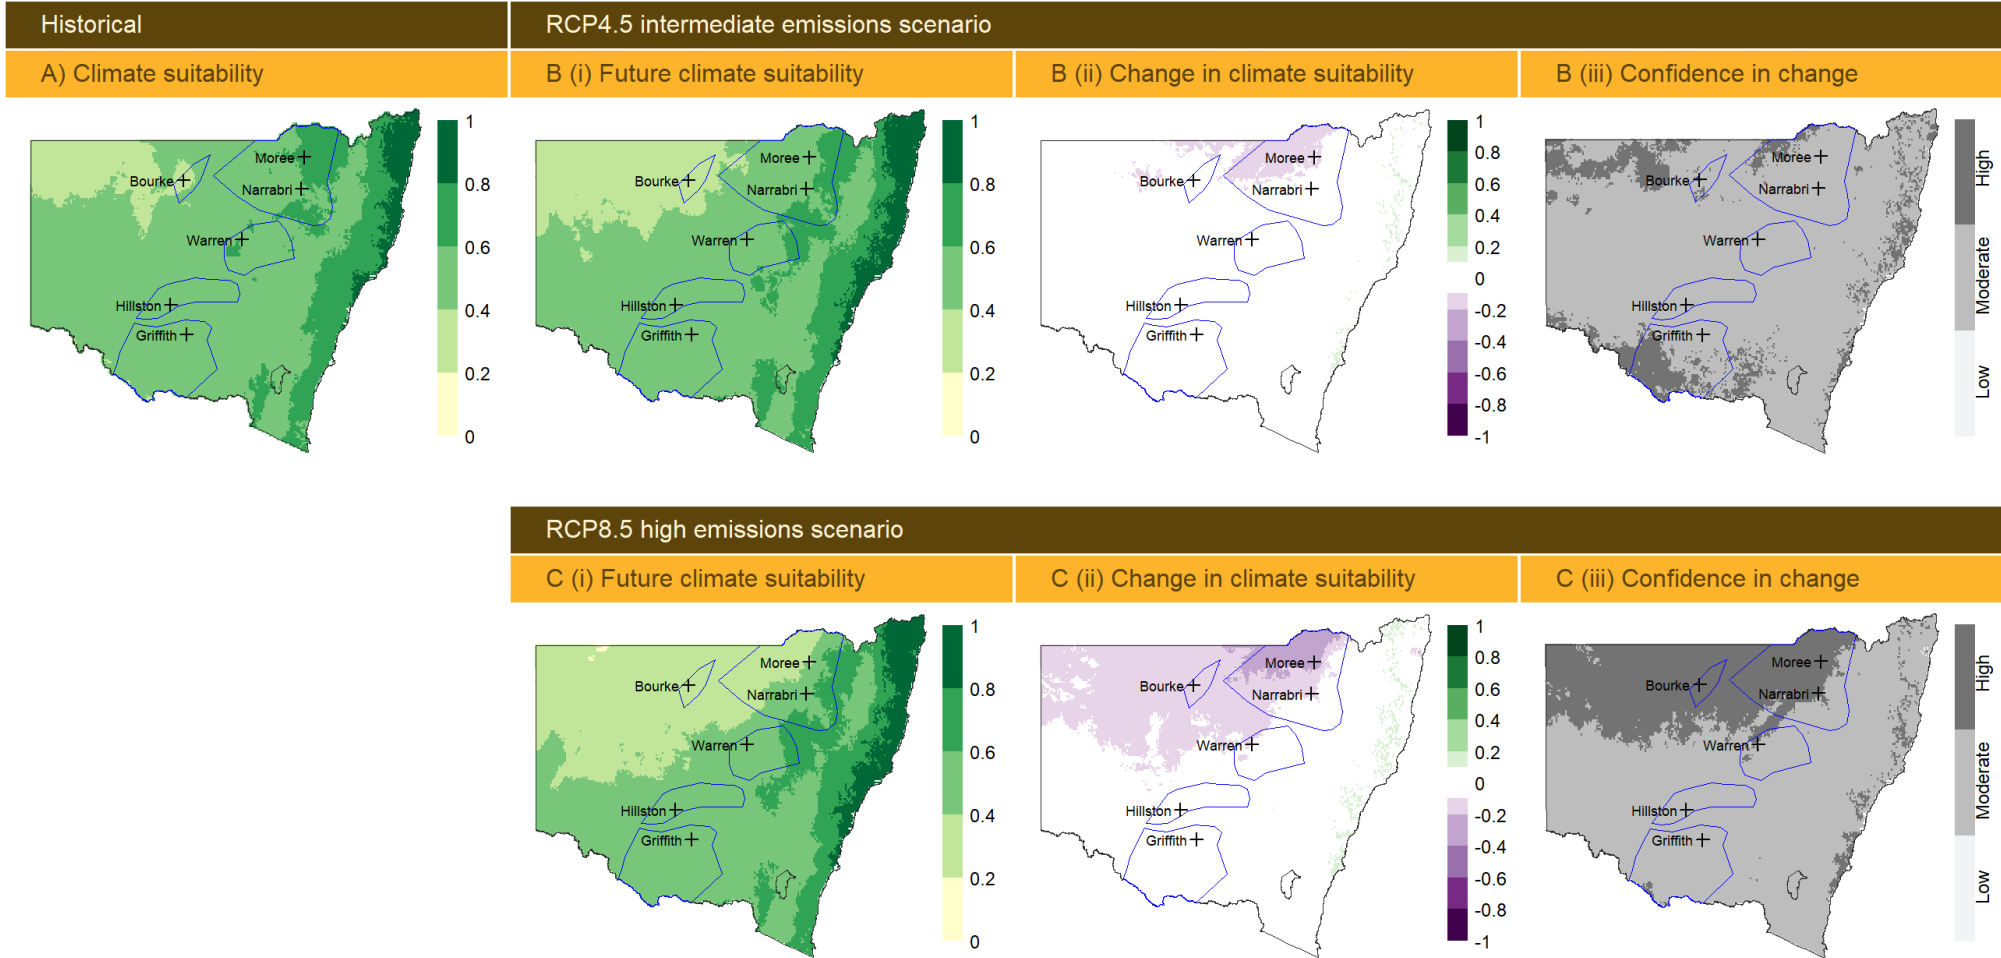 Historical
RCP4.5 intermediate emissions scenario
A) Climate suitability
B (i) Future climate suitability
B (ii) Change in climate suitability
B (iii) Confidence in change
Moree
Bourke
Narrabri
Warren
Hillston
Griffith
1
0.8
0.6
0.4
0.2
0
Moree
Bourke
Narrabri
Warren
Hillston
Griffith
1
0.8
0.6
0.4
0.2
0
Moree
Bourke
Narrabri
Warren
Hillston
Griffith
1
0.8
0.6
0.4
0.2
0
-0.2
-0.4
-0.6
-0.8
-1
Moree
Bourke
Narrabri
Warren
Hillston
Griffith
High
Moderate
Low
RCP8.5 high emissions scenario
C (i) Future climate suitability
C (ii) Change in climate suitability
C (iii) Confidence in change
Moree
Bourke
Narrabri
Warren
Hillston
Griffith
1
0.8
0.6
0.4
0.2
0
Moree
Bourke
Narrabri
Warren
Hillston
Griffith
1
0.8
0.6
0.4
0.2
0
-0.2
-0.4
-0.6
-0.8
-1
Moree
Bourke
Narrabri
Warren
Hillston
Griffith
High
Moderate
Low